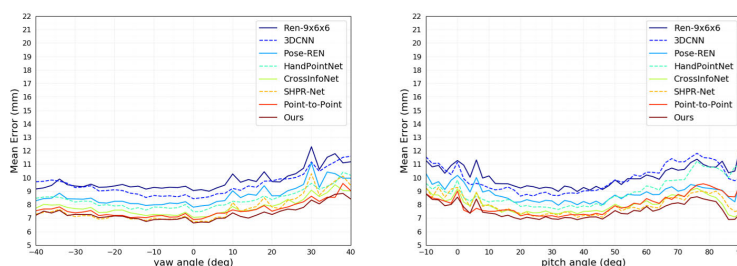 22
21
20
19
18
17
16
15
14
13
12
11
10
9
8
7
6
5
Mean Error (mm)
-40 -30 -20 -10 0 10 20 30 40
yaw angle (deg)
Ren-9x6x6
3DCNN
Pose-REN
HandPointNet
CrossInfoNet
SHPR-Net
Point-to-Point
Ours
22
21
20
19
18
17
16
15
14
13
12
11
10
9
8
7
6
5
Mean Error (mm)
-10 0 10 20 30 40 50 60 70 80 90
pitch angle (deg)
Ren-9x6x6
3DCNN
Pose-REN
HandPointNet
CrossInfoNet
SHPR-Net
Point-to-Point
Ours